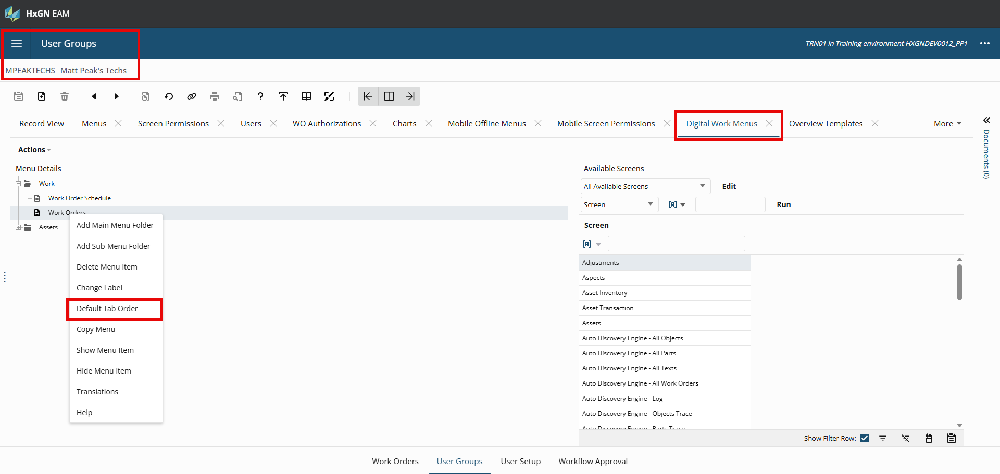 HxGN EAM
User Groups
TRN01 in Training environment HXGNDEV0012_PP1
MPEAKTECHS Matt Peak's Techs
Record View Menus Screen Permissions Users WO Authorizations Charts Mobile Offline Menus Mobile Screen Permissions Digital Work Menus Overview Templates More
Documents (0)
Actions
Menu Details
Work
Work Order Schedule
Work Orders
Assets
Add Main Menu Folder
Add Sub-Menu Folder
Delete Menu Item
Change Label
Default Tab Order
Copy Menu
Show Menu Item
Hide Menu Item
Translations
Help
Available Screens
All Available Screens Edit
Screen Run
Screen
Adjustments
Aspects
Asset Inventory
Asset Transaction
Assets
Auto Discovery Engine - All Objects
Auto Discovery Engine - All Parts
Auto Discovery Engine - All Texts
Auto Discovery Engine - All Work Orders
Auto Discovery Engine - Log
Auto Discovery Engine - Objects Trace
Auto Discovery Engine - Parts Trace
Show Filter Row:
Work Orders User Groups User Setup Workflow Approval